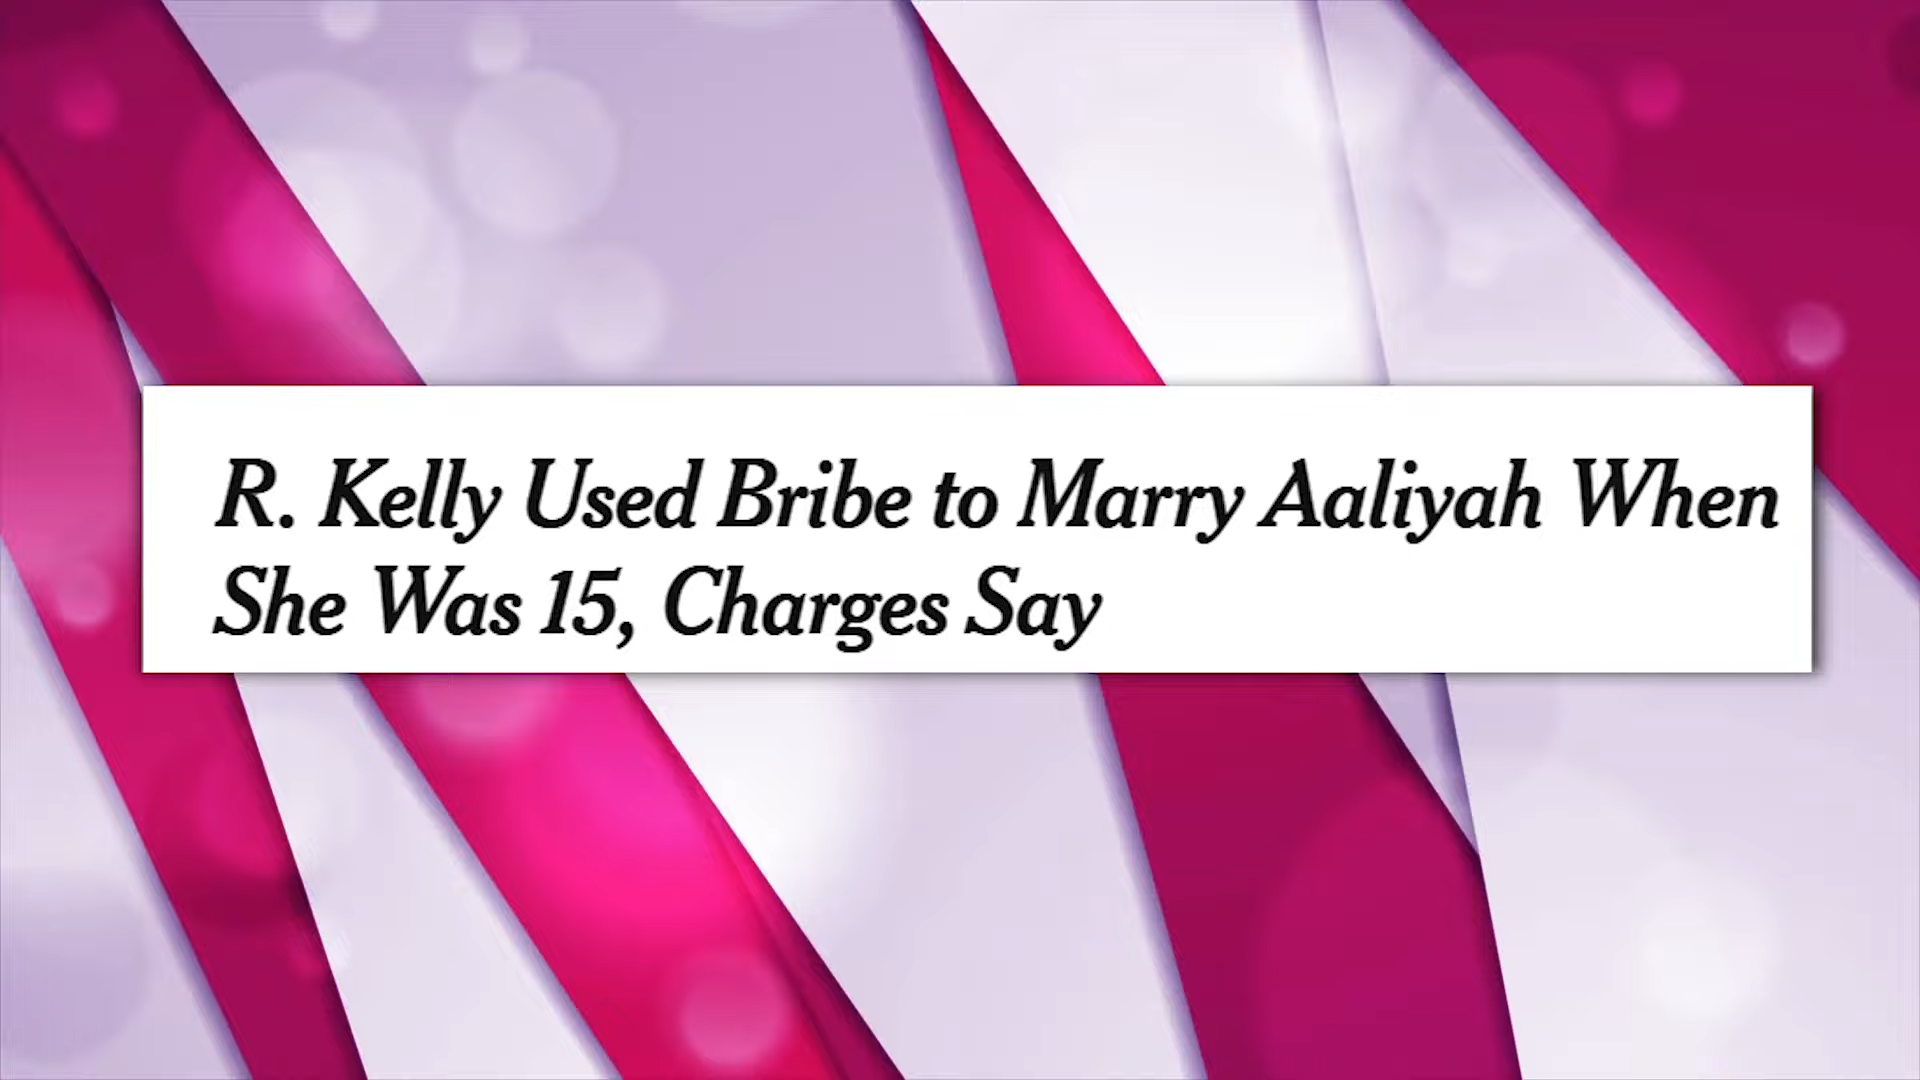 R. Kelly Used Bribe to Marry Aaliyah When
She Was 15, Charges Say